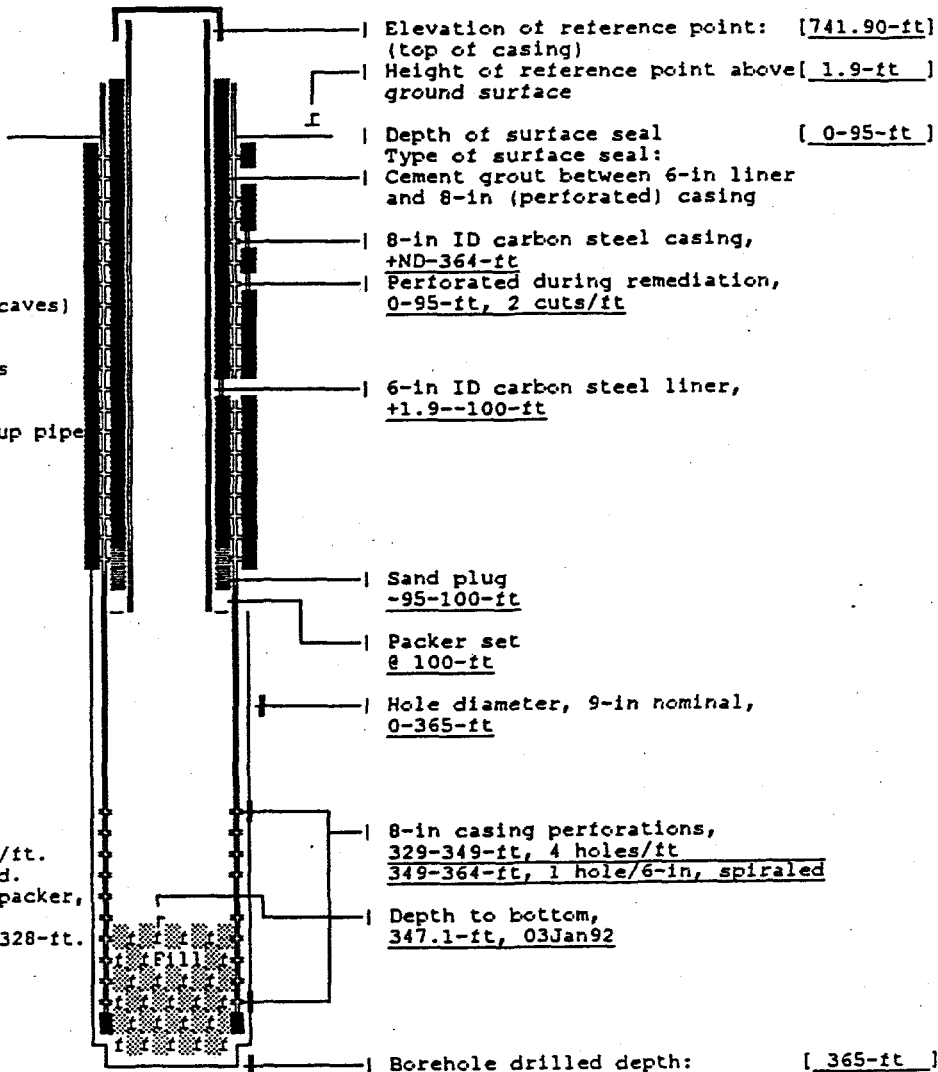 Elevation of reference point: [741.90-ft]
(top of casing)
Height of reference point above[ 1.9-ft ]
ground surface
Depth of surface seal [ 0-95-ft ]
Type of surface seal:
Cement grout between 6-in liner
and 8-in (perforated) casing
8-in ID carbon steel casing,
+ND-364-ft
caves)
Perforated during remediation,
0-95-ft, 2 cuts/ft
s
6-in ID carbon steel liner,
+1.9--100-ft
up pipe
Sand plug
~95-100-ft
Packer set
@ 100-ft
Hole diameter, 9-in nominal,
0-365-ft
8-in casing perforations,
/ft.
329-349-ft, 4 holes/ft
d.
349-364-ft, 1 hole/6-in, spiraled
packer,
Depth to bottom,
328-ft.
347.1-ft, 03Jan92
Fill
Borehole drilled depth: [ 365-ft ]